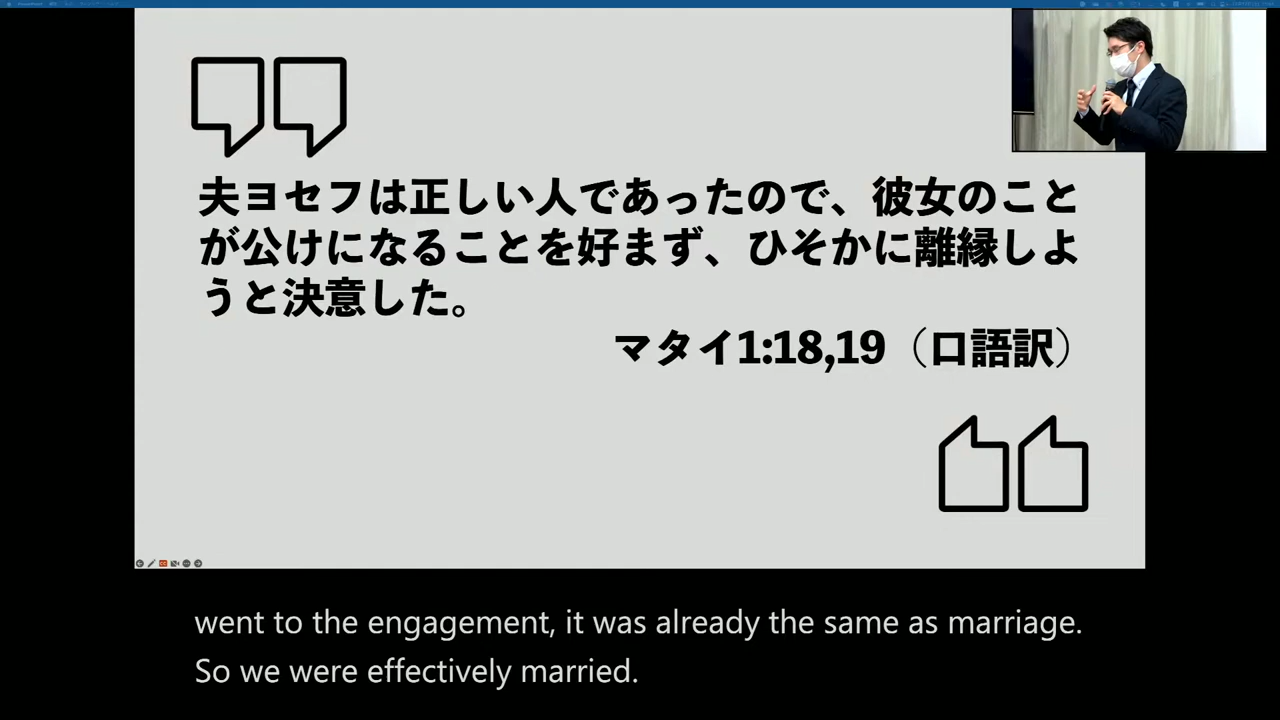 夫ヨセフは正しい人であったので、彼女のこと
が公けになることを好まず、ひそかに離縁しよ
うと決意した。
マタイ1:18,19（口語訳）
went to the engagement, it was already the same as marriage.
So we were effectively married.